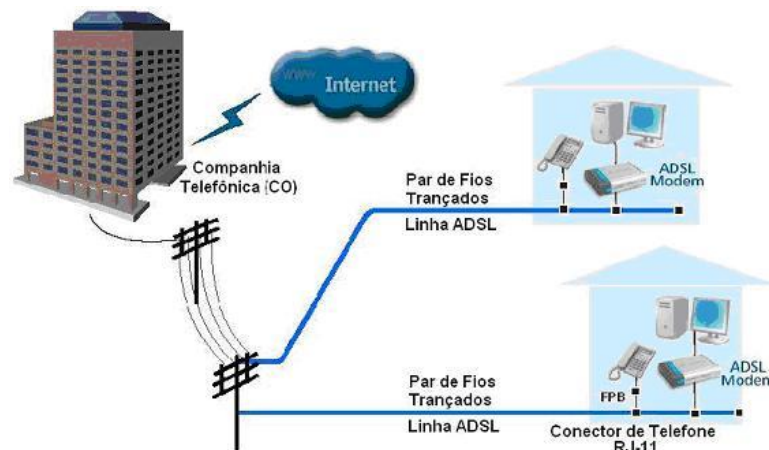 www
Internet
Companhia
Telefônica (CO)
Par de Fios
Trançados
Linha ADSL
ADSL
Modem
Par de Fios
Trançados
Linha ADSL
FPB
ADSL
Modem
Conector de Telefone
RJ-11